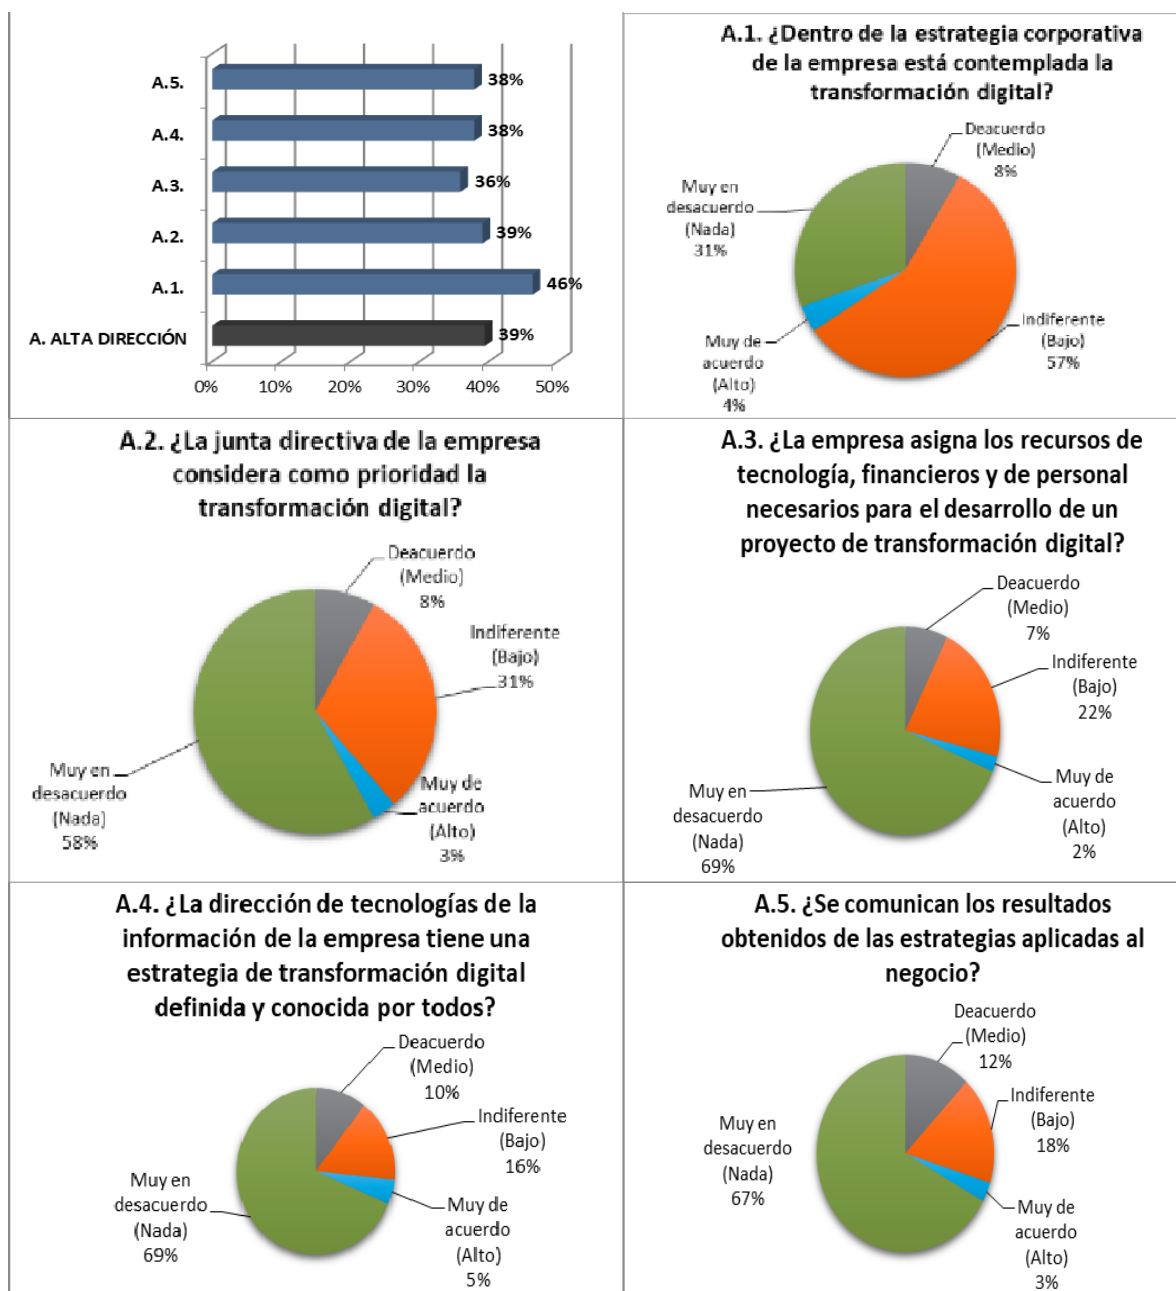 A.5.
38%
A.4.
38%
A.3.
36%
A.2.
39%
A.1.
46%
A. ALTA DIRECCIÓN
39%
0%
10%
20%
30%
40%
50%
A.1. ¿Dentro de la estrategia corporativa
de la empresa está contemplada la
transformación digital?
Deacuerdo
(Medio)
8%
Muy en
desacuerdo
(Nada)
31%
Indiferente
(Bajo)
57%
Muy de
acuerdo
(Alto)
4%
A.2. ¿La junta directiva de la empresa
considera como prioridad la
transformación digital?
Deacuerdo
(Medio)
8%
Indiferente
(Bajo)
31%
Muy en
desacuerdo
(Nada)
58%
Muy de
acuerdo
(Alto)
3%
A.3. ¿La empresa asigna los recursos de
tecnología, financieros y de personal
necesarios para el desarrollo de un
proyecto de transformación digital?
Deacuerdo
(Medio)
7%
Indiferente
(Bajo)
22%
Muy en
desacuerdo
(Nada)
69%
Muy de
acuerdo
(Alto)
2%
A.4. ¿La dirección de tecnologías de la
información de la empresa tiene una
estrategia de transformación digital
definida y conocida por todos?
Deacuerdo
(Medio)
10%
Indiferente
(Bajo)
16%
Muy en
desacuerdo
(Nada)
69%
Muy de
acuerdo
(Alto)
5%
A.5. ¿Se comunican los resultados
obtenidos de las estrategias aplicadas al
negocio?
Deacuerdo
(Medio)
12%
Indiferente
(Bajo)
18%
Muy en
desacuerdo
(Nada)
67%
Muy de
acuerdo
(Alto)
3%